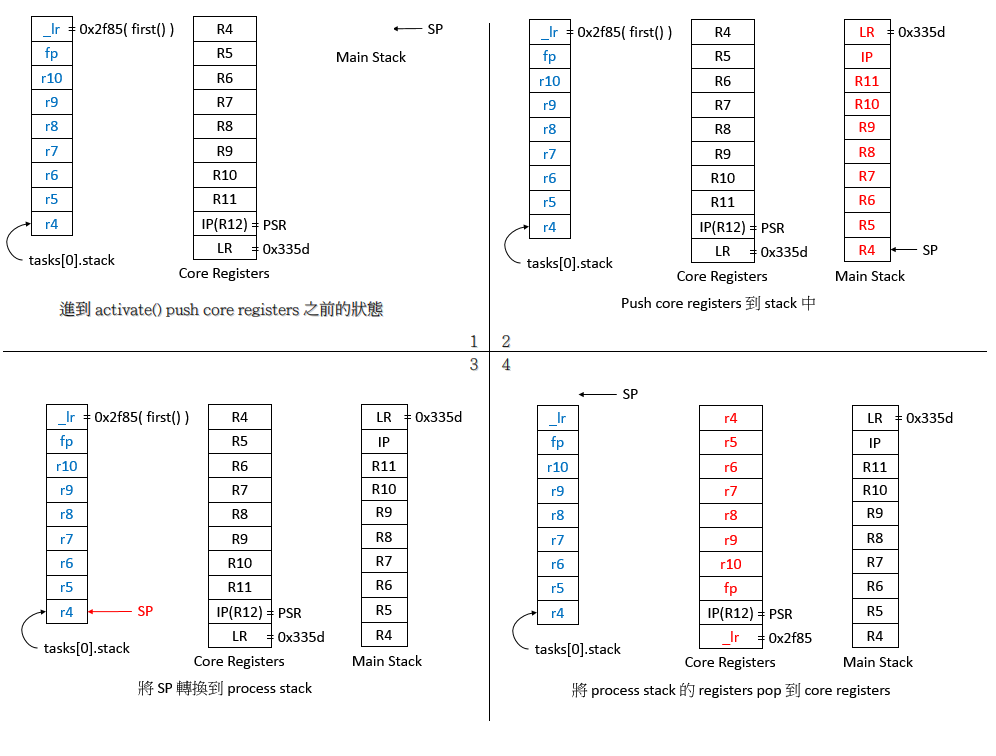 _lr = 0x2f85( first() )
fp
r10
r9
r8
r7
r6
r5
r4
tasks[0].stack
R4
R5
R6
R7
R8
R9
R10
R11
IP(R12) = PSR
LR = 0x335d
Core Registers
SP
Main Stack
進到 activate() push core registers 之前的狀態
1
_lr = 0x2f85( first() )
fp
r10
r9
r8
r7
r6
r5
r4
tasks[0].stack
R4
R5
R6
R7
R8
R9
R10
R11
IP(R12) = PSR
LR = 0x335d
Core Registers
LR = 0x335d
IP
R11
R10
R9
R8
R7
R6
R5
R4 SP
Main Stack
Push core registers 到 stack 中
2
3
_lr = 0x2f85( first() )
fp
r10
r9
r8
r7
r6
r5
r4 SP
tasks[0].stack
R4
R5
R6
R7
R8
R9
R10
R11
IP(R12) = PSR
LR = 0x335d
Core Registers
LR = 0x335d
IP
R11
R10
R9
R8
R7
R6
R5
R4
Main Stack
將 SP 轉換到 process stack
4
SP
_lr
fp
r10
r9
r8
r7
r6
r5
r4
tasks[0].stack
r4
r5
r6
r7
r8
r9
r10
fp
IP(R12) = PSR
_lr = 0x2f85
Core Registers
LR = 0x335d
IP
R11
R10
R9
R8
R7
R6
R5
R4
Main Stack
將 process stack 的 registers pop 到 core registers